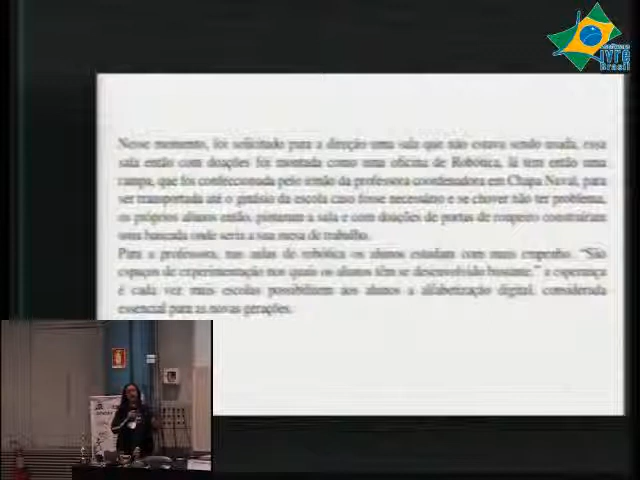 ivre
Brasil
Nesse momento, foi solicitado para a direção uma sala que não estava sendo usada, essa
sala então com doações foi montada como uma oficina de Robótica, lá tem então uma
rampa, que foi confeccionada pelo irmão da professora coordenadora em Chapa Naval, para
ser transportada até o ginásio da escola caso fosse necessário e se chover não ter problema,
os próprios alunos então, pintaram a sala e com doações de portas de roupeiro construíram
uma bancada onde seria a sua mesa de trabalho.
Para a professora, nas aulas de robótica os alunos estudam com mais empenho. "São
espaços de experimentação nos quais os alunos têm se desenvolvido bastante," a esperança
é cada vez mais escolas possibilitem aos alunos a alfabetização digital, considerada
essencial para as novas gerações.